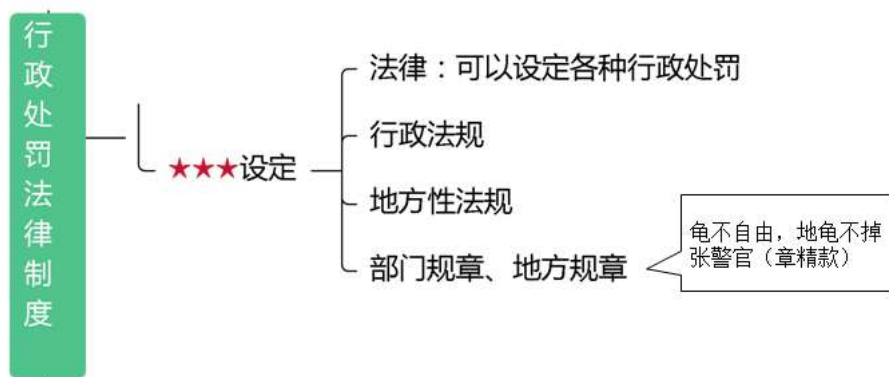 行政处罚法律制度
★★★设定
法律：可以设定各种行政处罚
行政法规
地方性法规
部门规章、地方规章
龟不自由，地龟不掉
张警官（章精款）